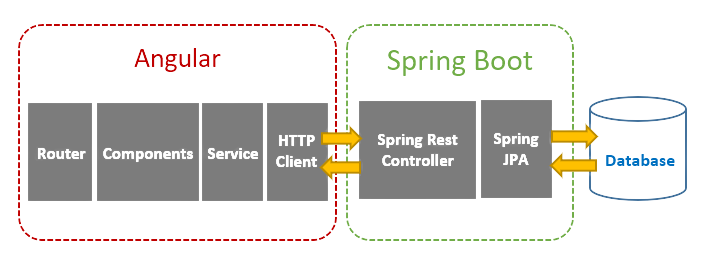 Angular
Router
Components
Service
HTTP
Client
Spring Boot
Spring Rest
Controller
Spring
JPA
Database